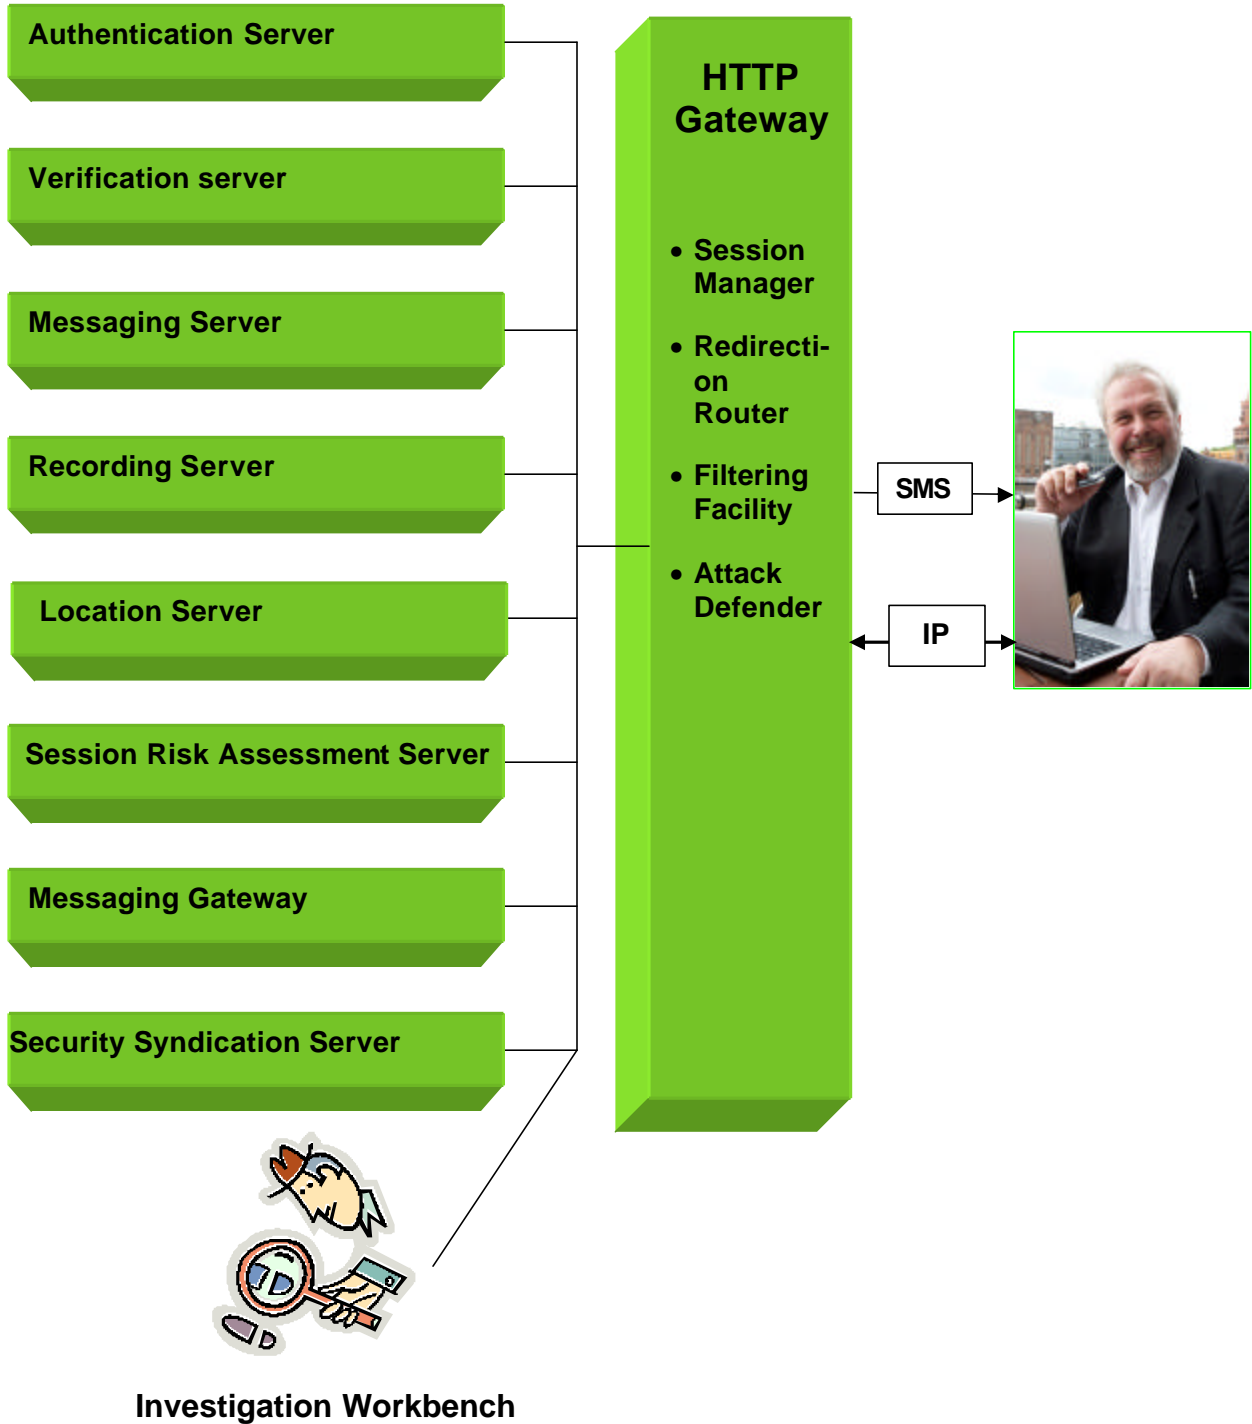 Authentication Server
Verification server
Messaging Server
Recording Server
Location Server
Session Risk Assessment Server
Messaging Gateway
Security Syndication Server
Investigation Workbench
HTTP
Gateway
• Session
Manager
• Redirecti-
on
Router
• Filtering
Facility
• Attack
Defender
SMS
IP